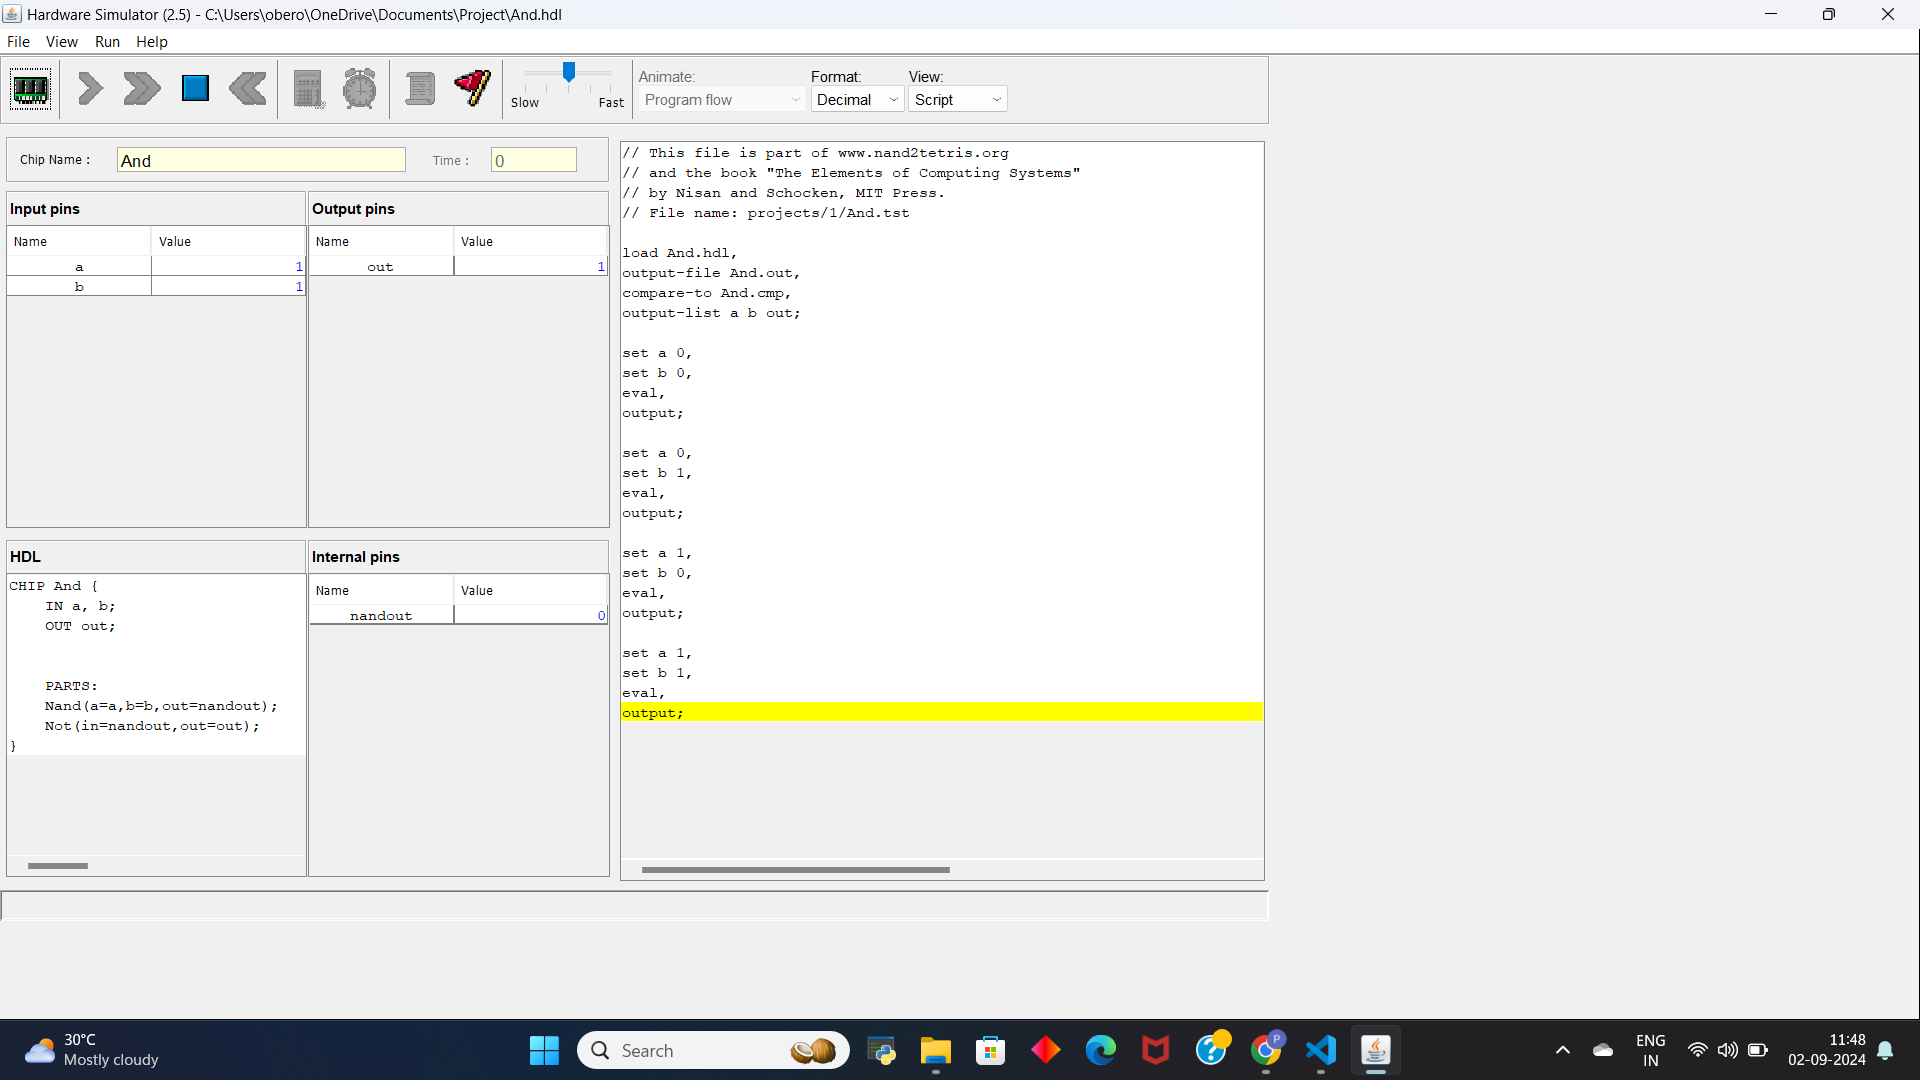 Hardware Simulator (2.5) - C:\Users\obero\OneDrive\Documents\Project\And.hdl
File View Run Help
Slow Fast
Animate: Format: View:
Program flow Decimal Script
Chip Name : And Time : 0
Input pins
Name Value
a 1
b 1
Output pins
Name Value
out 1
HDL
CHIP And {
IN a, b;
OUT out;
PARTS:
Nand(a=a,b=b,out=nandout);
Not(in=nandout,out=out);
}
Internal pins
Name Value
nandout 0
// This file is part of www.nand2tetris.org
// and the book "The Elements of Computing Systems"
// by Nisan and Schocken, MIT Press.
// File name: projects/1/And.tst
load And.hdl,
output-file And.out,
compare-to And.cmp,
output-list a b out;
set a 0,
set b 0,
eval,
output;
set a 0,
set b 1,
eval,
output;
set a 1,
set b 0,
eval,
output;
set a 1,
set b 1,
eval,
output;
30°C
Mostly cloudy
Search
P
ENG
IN
11:48
02-09-2024